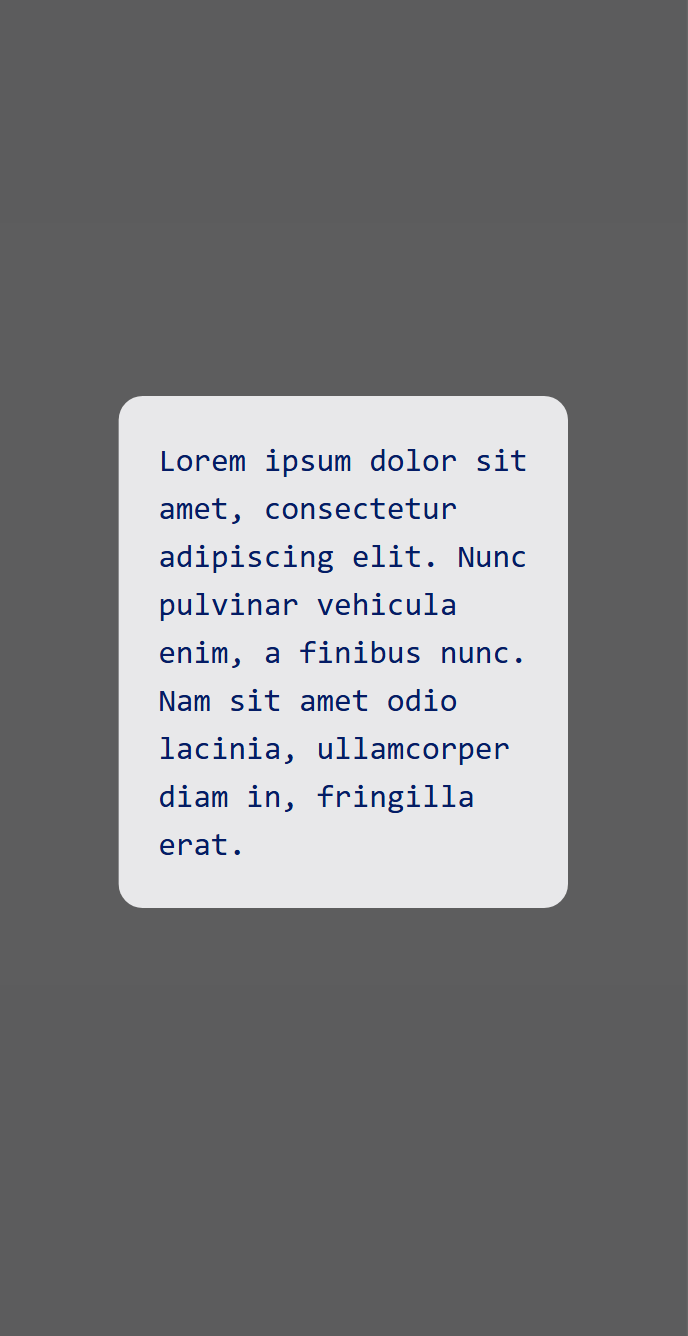 Lorem ipsum dolor sit
amet, consectetur
adipiscing elit. Nunc
pulvinar vehicula
enim, a finibus nunc.
Nam sit amet odio
lacinia, ullamcorper
diam in, fringilla
erat.